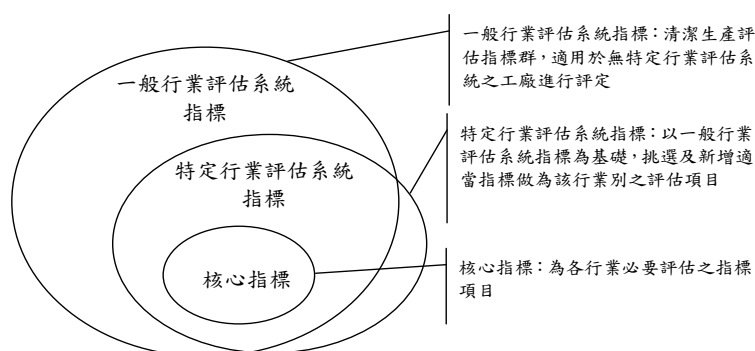 一般行業評估系統
指標
特定行業評估系統
指標
核心指標
一般行業評估系統指標：清潔生產評
估指標群，適用於無特定行業評估系
統之工廠進行評定
特定行業評估系統指標：以一般行業
評估系統指標為基礎，挑選及新增適
當指標做為該行業別之評估項目
核心指標：為各行業必要評估之指標
項目